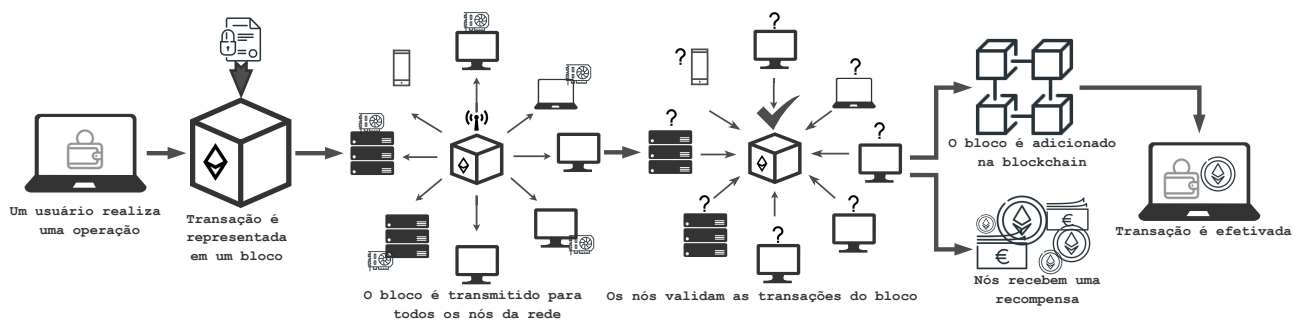 Um usuário realiza
uma operação
Transação é
representada
em um bloco
O bloco é transmitido para
todos os nós da rede
Os nós validam as transações do bloco
O bloco é adicionado
na blockchain
Nós recebem uma
recompensa
Transação é efetivada